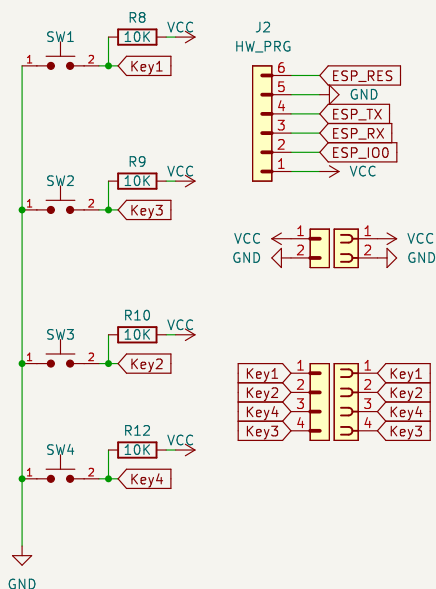 R8
10K
VCC
SW1
1
2
Key1
R9
10K
VCC
SW2
1
2
Key3
R10
10K
VCC
SW3
1
2
Key2
R12
10K
VCC
SW4
1
2
Key4
GND
J2
HW_PRG
6 ESP_RES
5 GND
4 ESP_TX
3 ESP_RX
2 ESP_IO0
1 VCC
VCC 1 1 VCC
GND 2 2 GND
Key1 1 1 Key1
Key2 2 2 Key2
Key4 3 3 Key4
Key3 4 4 Key3